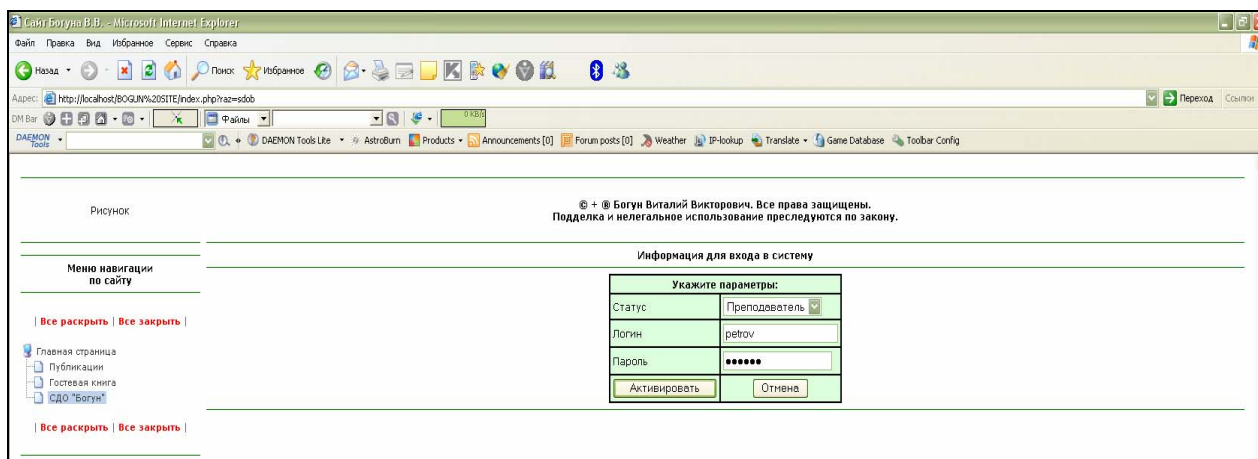 Сайт Богуна В.В. - Microsoft Internet Explorer
Файл Правка Вид Избранное Сервис Справка
Назад Поиск Избранное
Адрес: http://localhost/BOGUN%20SITE/index.php?raz=sdob Переход Ссылки
DM Bar Файлы 0 KB/s
DAEMON Tools DAEMON Tools Lite AstroBurn Products Announcements [0] Forum posts [0] Weather IP-lookup Translate Game Database Toolbar Config
Рисунок
© + ® Богун Виталий Викторович. Все права защищены.
Подделка и нелегальное использование преследуются по закону.
Меню навигации
по сайту
| Все раскрыть | Все закрыть |
Главная страница
Публикации
Гостевая книга
СДО "Богун"
| Все раскрыть | Все закрыть |
Информация для входа в систему
Укажите параметры:
Статус Преподаватель
Логин petrov
Пароль ●●●●●●
Активировать Отмена